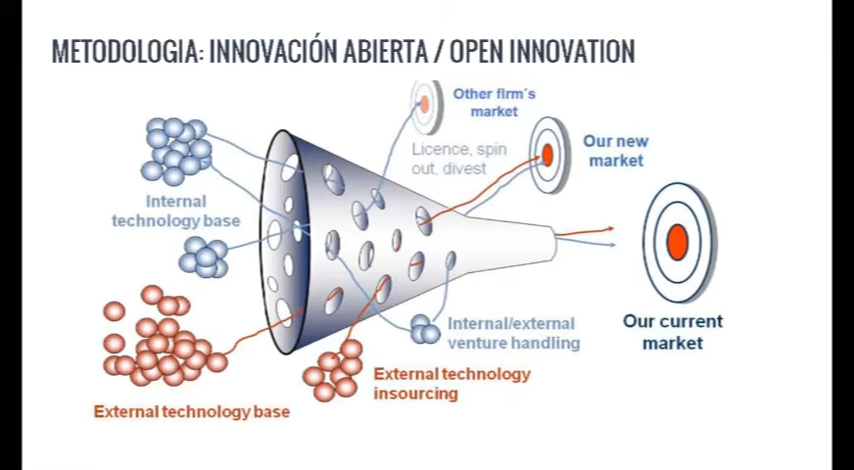 METODOLOGIA: INNOVACIÓN ABIERTA / OPEN INNOVATION
Other firm´s
market
Licence, spin
out, divest
Our new
market
Internal
technology base
Internal/external
venture handling
Our current
market
External technology
insourcing
External technology base